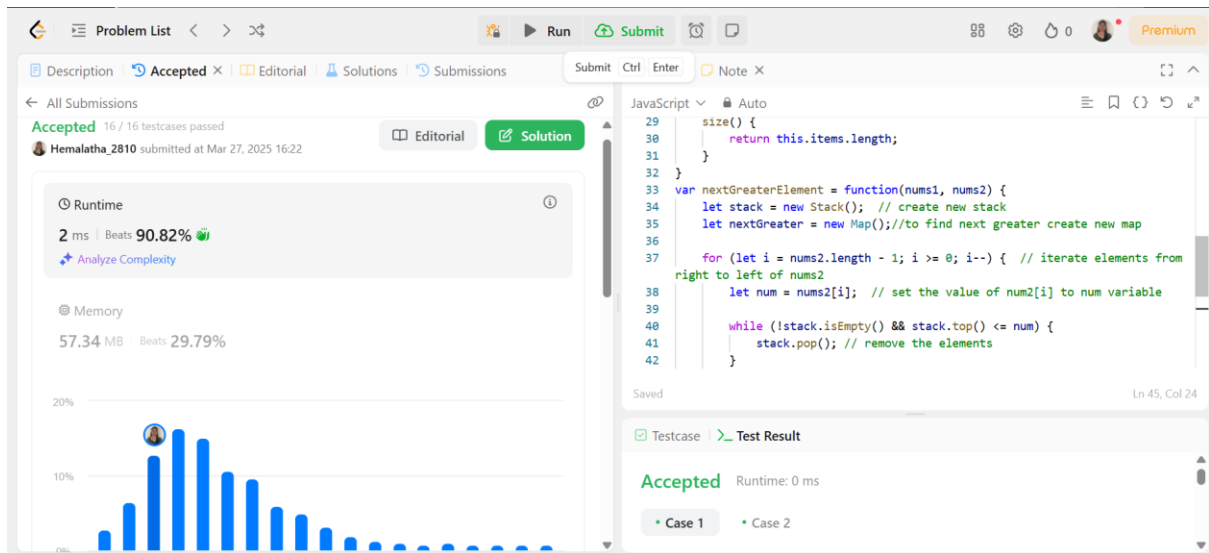 Problem List
Run
Submit
0
Premium
Description
Accepted
Editorial
Solutions
Submissions
Submit Ctrl Enter
Note
All Submissions
Accepted 16 / 16 testcases passed
Hemalatha_2810 submitted at Mar 27, 2025 16:22
Editorial
Solution
Runtime
2 ms Beats 90.82%
Analyze Complexity
Memory
57.34 MB Beats 29.79%
20%
10%
0%
JavaScript
Auto
29 size() {
30 return this.items.length;
31 }
32 }
33 var nextGreaterElement = function(nums1, nums2) {
34 let stack = new Stack(); // create new stack
35 let nextGreater = new Map();//to find next greater create new map
36
37 for (let i = nums2.length - 1; i >= 0; i--) { // iterate elements from
right to left of nums2
38 let num = nums2[i]; // set the value of num2[i] to num variable
39
40 while (!stack.isEmpty() && stack.top() <= num) {
41 stack.pop(); // remove the elements
42 }
Saved
Ln 45, Col 24
Testcase
Test Result
Accepted Runtime: 0 ms
• Case 1
• Case 2